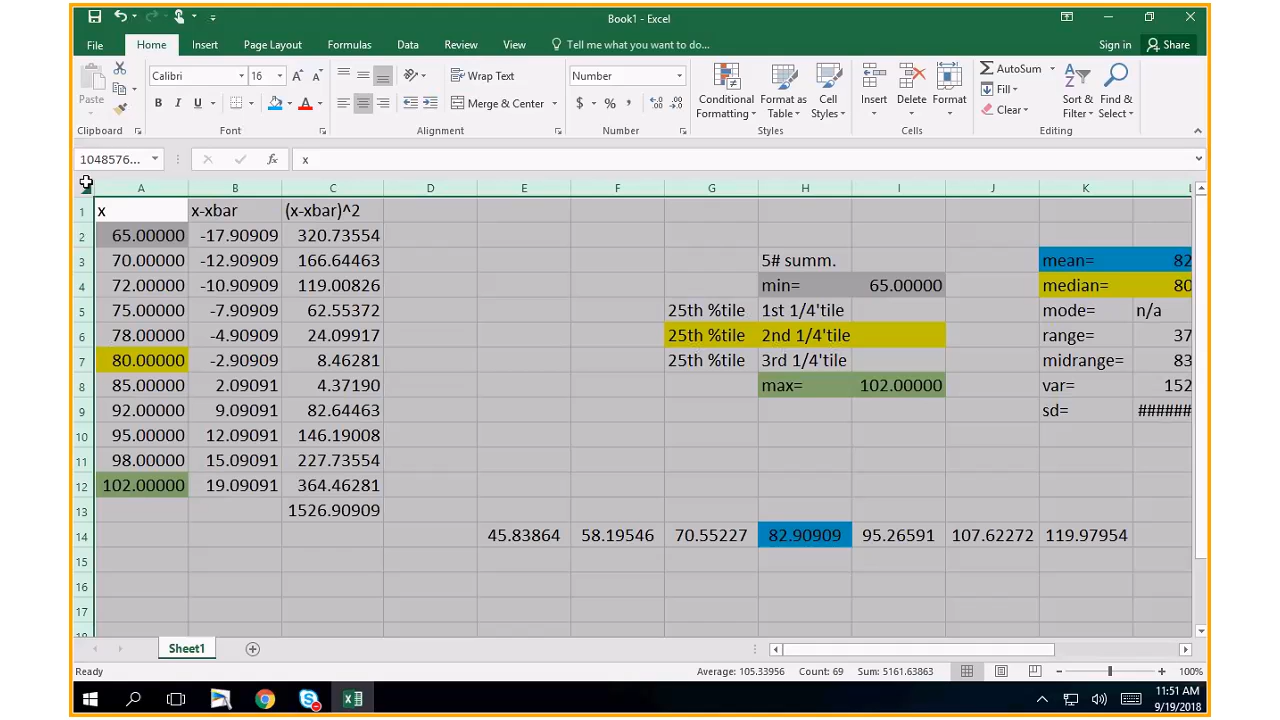 Book1 - Excel
File Home Insert Page Layout Formulas Data Review View Tell me what you want to do... Sign in Share
Paste Calibri 16 Wrap Text Number AutoSum
B I U Merge & Center $ % , Conditional Formatting Format as Table Cell Styles Insert Delete Format Fill Clear Sort & Filter Find & Select
Clipboard Font Alignment Number Styles Cells Editing
1048576... fx x
A B C D E F G H I J K L
1 x x-xbar (x-xbar)^2
2 65.00000 -17.90909 320.73554
3 70.00000 -12.90909 166.64463 5# summ. mean= 82
4 72.00000 -10.90909 119.00826 min= 65.00000 median= 80
5 75.00000 -7.90909 62.55372 25th %tile 1st 1/4'tile mode= n/a
6 78.00000 -4.90909 24.09917 25th %tile 2nd 1/4'tile range= 37
7 80.00000 -2.90909 8.46281 25th %tile 3rd 1/4'tile midrange= 83
8 85.00000 2.09091 4.37190 max= 102.00000 var= 152
9 92.00000 9.09091 82.64463 sd= ######
10 95.00000 12.09091 146.19008
11 98.00000 15.09091 227.73554
12 102.00000 19.09091 364.46281
13 1526.90909
14 45.83864 58.19546 70.55227 82.90909 95.26591 107.62272 119.97954
15
16
17
Sheet1
Ready Average: 105.33956 Count: 69 Sum: 5161.63863 100%
11:51 AM
9/19/2018